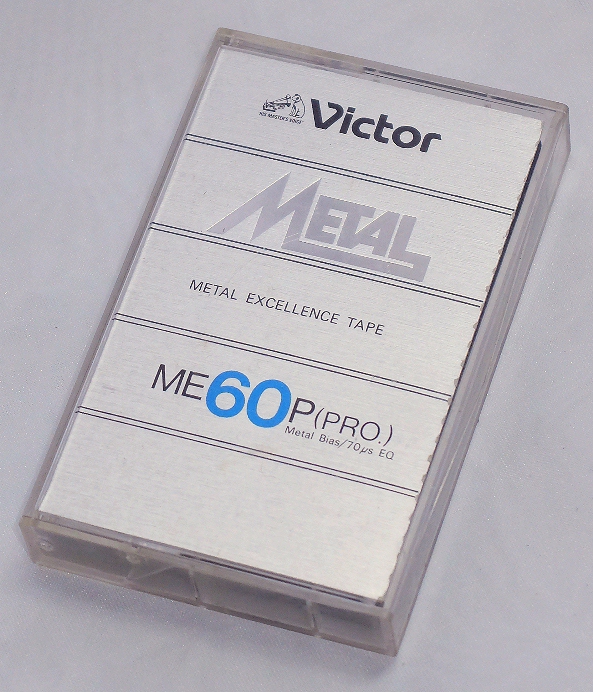 HIS MASTER'S VOICE
Victor
METAL
METAL EXCELLENCE TAPE
ME60P(PRO.)
Metal Bias/70μs EQ